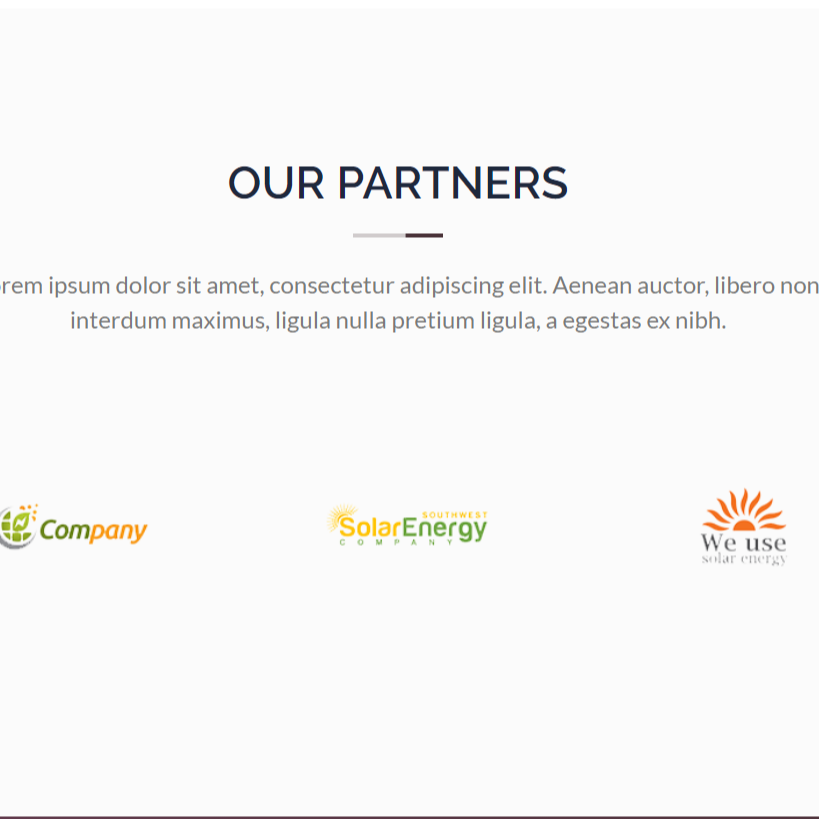 OUR PARTNERS
orem ipsum dolor sit amet, consectetur adipiscing elit. Aenean auctor, libero non
interdum maximus, ligula nulla pretium ligula, a egestas ex nibh.
Company
SOUTHWEST
SolarEnergy
COMPANY
We use
solar energy